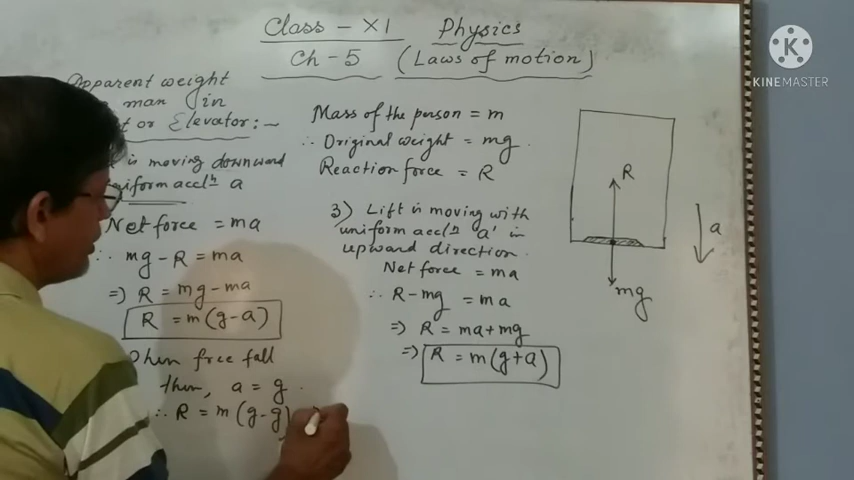 Class - XI Physics
Ch - 5 (Laws of motion)
Apparent weight
man in
or Elevator:-
is moving downward
uniform accelⁿ a
Net force = ma
∴ mg - R = ma
=) R = mg - ma
R = m(g-a)
When free fall
then, a = g.
∴ R = m(g-g)
Mass of the person = m
∴ Original weight = mg.
Reaction force = R
3) Lift is moving with
uniform accelⁿ 'a' in
upward direction.
Net force = ma
∴ R - mg = ma
=) R = ma + mg
=) R = m(g+a)
R
a
mg
K
KINEMASTER